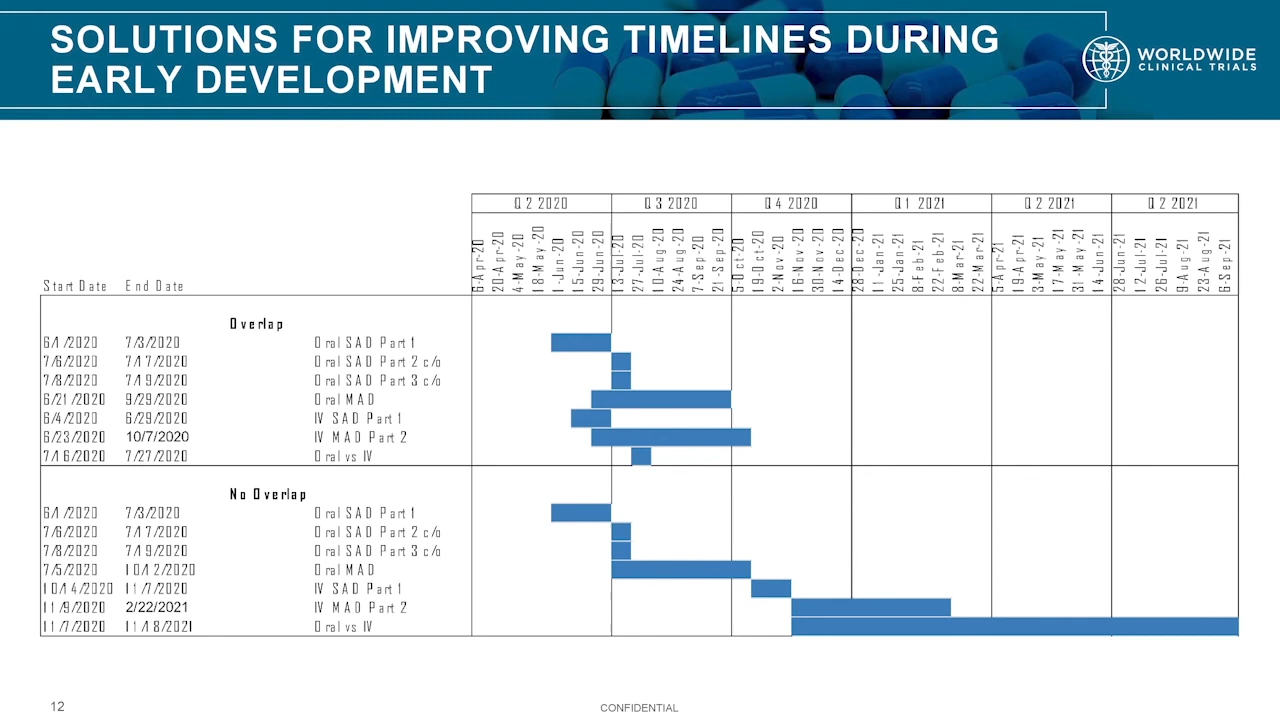 SOLUTIONS FOR IMPROVING TIMELINES DURING
EARLY DEVELOPMENT
WORLDWIDE
CLINICAL TRIALS
Q2 2020 Q3 2020 Q4 2020 Q1 2021 Q2 2021 Q2 2021
6-Apr-20 20-Apr-20 4-May-20 18-May-20 1-Jun-20 15-Jun-20 29-Jun-20 13-Jul-20 27-Jul-20 10-Aug-20 24-Aug-20 7-Sep-20 21-Sep-20 5-Oct-20 19-Oct-20 2-Nov-20 16-Nov-20 30-Nov-20 14-Dec-20 28-Dec-20 11-Jan-21 25-Jan-21 8-Feb-21 22-Feb-21 8-Mar-21 22-Mar-21 5-Apr-21 19-Apr-21 3-May-21 17-May-21 31-May-21 14-Jun-21 28-Jun-21 12-Jul-21 26-Jul-21 9-Aug-21 23-Aug-21 6-Sep-21
Start Date End Date
Overlap
6/1/2020 7/3/2020 Oral SAD Part 1
7/6/2020 7/17/2020 Oral SAD Part 2 c/o
7/8/2020 7/19/2020 Oral SAD Part 3 c/o
6/21/2020 9/29/2020 Oral MAD
6/4/2020 6/29/2020 IV SAD Part 1
6/23/2020 10/7/2020 IV MAD Part 2
7/16/2020 7/27/2020 Oral vs IV
No Overlap
6/1/2020 7/3/2020 Oral SAD Part 1
7/6/2020 7/17/2020 Oral SAD Part 2 c/o
7/8/2020 7/19/2020 Oral SAD Part 3 c/o
7/5/2020 10/12/2020 Oral MAD
10/14/2020 11/7/2020 IV SAD Part 1
11/9/2020 2/22/2021 IV MAD Part 2
11/7/2020 11/18/2021 Oral vs IV
12
CONFIDENTIAL